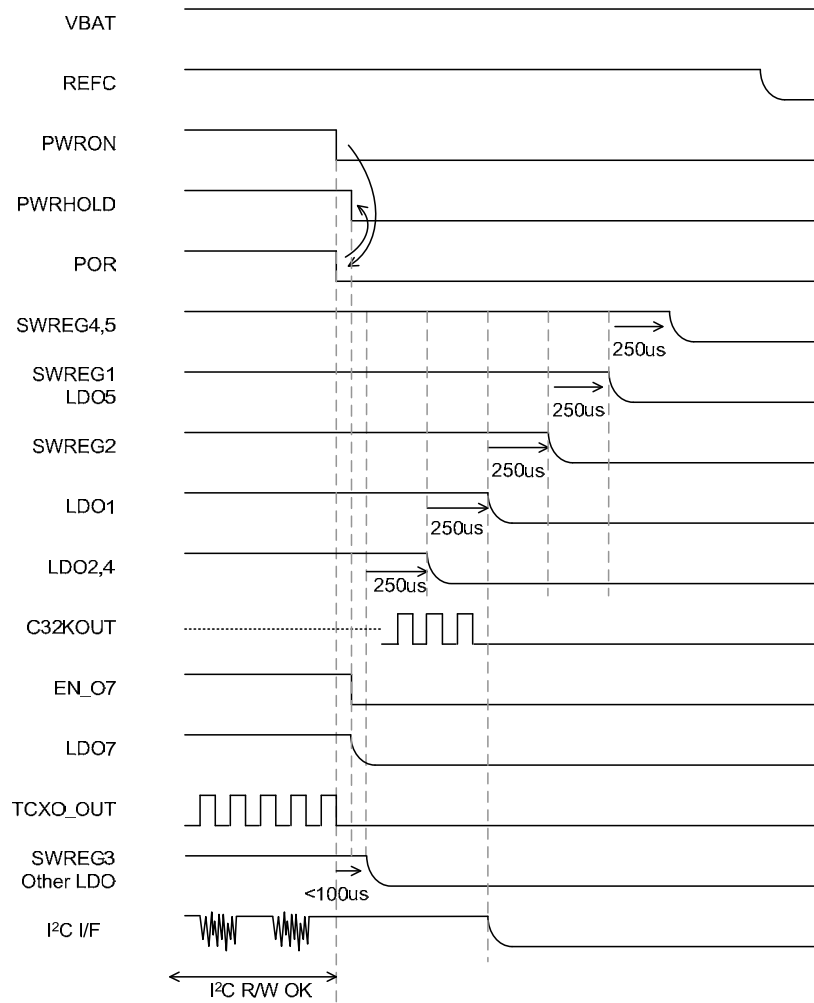 VBAT
REFC
PWRON
PWRHOLD
POR
SWREG4,5
250us
SWREG1
LDO5
250us
SWREG2
250us
LDO1
250us
LDO2,4
250us
C32KOUT
EN_O7
LDO7
TCXO_OUT
SWREG3
Other LDO
<100us
I²C I/F
I²C R/W OK